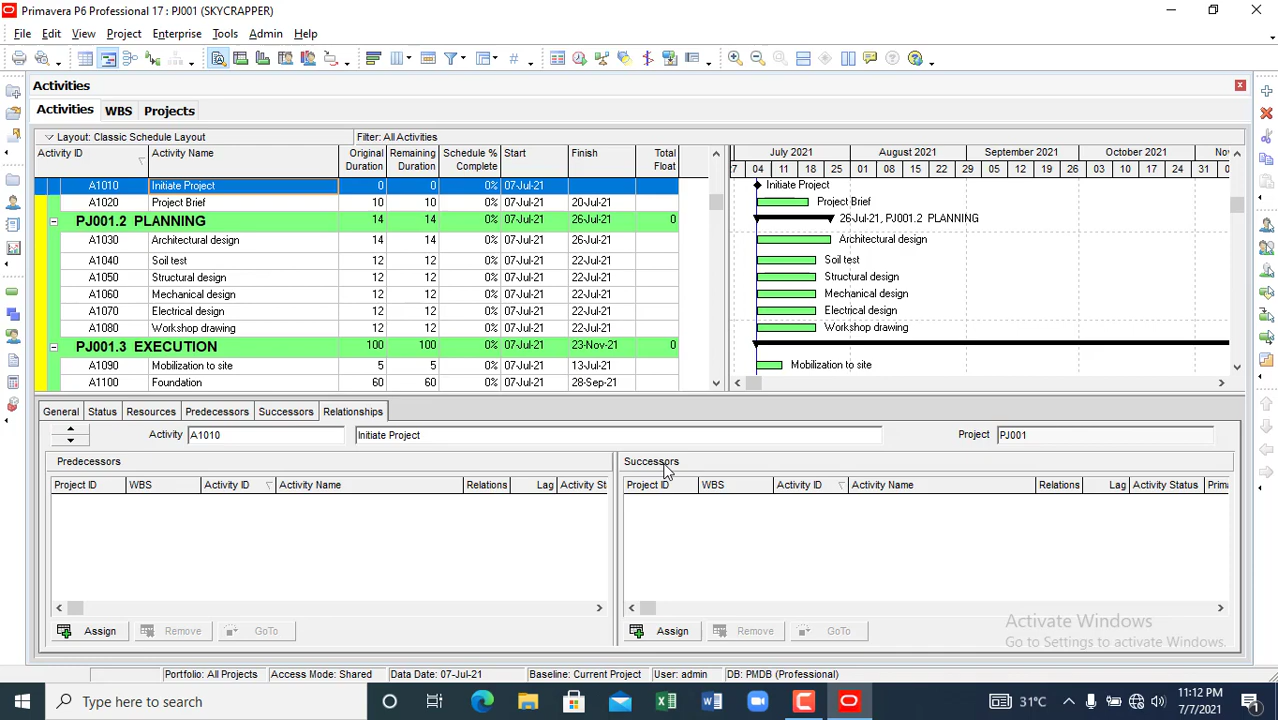 Primavera P6 Professional 17 : PJ001 (SKYCRAPPER)
File Edit View Project Enterprise Tools Admin Help
Activities
Activities WBS Projects
Layout: Classic Schedule Layout Filter: All Activities
Activity ID Activity Name Original Duration Remaining Duration Schedule % Complete Start Finish Total Float
July 2021 August 2021 September 2021 October 2021 Nov
27 04 11 18 25 01 08 15 22 29 05 12 19 26 03 10 17 24 31 0
A1010 Initiate Project 0 0 0% 07-Jul-21 Initiate Project
A1020 Project Brief 10 10 0% 07-Jul-21 20-Jul-21 Project Brief
PJ001.2 PLANNING 14 14 0% 07-Jul-21 26-Jul-21 0 26-Jul-21, PJ001.2 PLANNING
A1030 Architectural design 14 14 0% 07-Jul-21 26-Jul-21 Architectural design
A1040 Soil test 12 12 0% 07-Jul-21 22-Jul-21 Soil test
A1050 Structural design 12 12 0% 07-Jul-21 22-Jul-21 Structural design
A1060 Mechanical design 12 12 0% 07-Jul-21 22-Jul-21 Mechanical design
A1070 Electrical design 12 12 0% 07-Jul-21 22-Jul-21 Electrical design
A1080 Workshop drawing 12 12 0% 07-Jul-21 22-Jul-21 Workshop drawing
PJ001.3 EXECUTION 100 100 0% 07-Jul-21 23-Nov-21 0
A1090 Mobilization to site 5 5 0% 07-Jul-21 13-Jul-21 Mobilization to site
A1100 Foundation 60 60 0% 07-Jul-21 28-Sep-21
General Status Resources Predecessors Successors Relationships
Activity A1010 Initiate Project Project PJ001
Predecessors Successors
Project ID WBS Activity ID Activity Name Relations Lag Activity St
Project ID WBS Activity ID Activity Name Relations Lag Activity Status Prima
Assign Remove GoTo Assign Remove GoTo
Activate Windows
Go to Settings to activate Windows.
Portfolio: All Projects Access Mode: Shared Data Date: 07-Jul-21 Baseline: Current Project User: admin DB: PMDB (Professional)
Type here to search
31°C
11:12 PM
7/7/2021
1